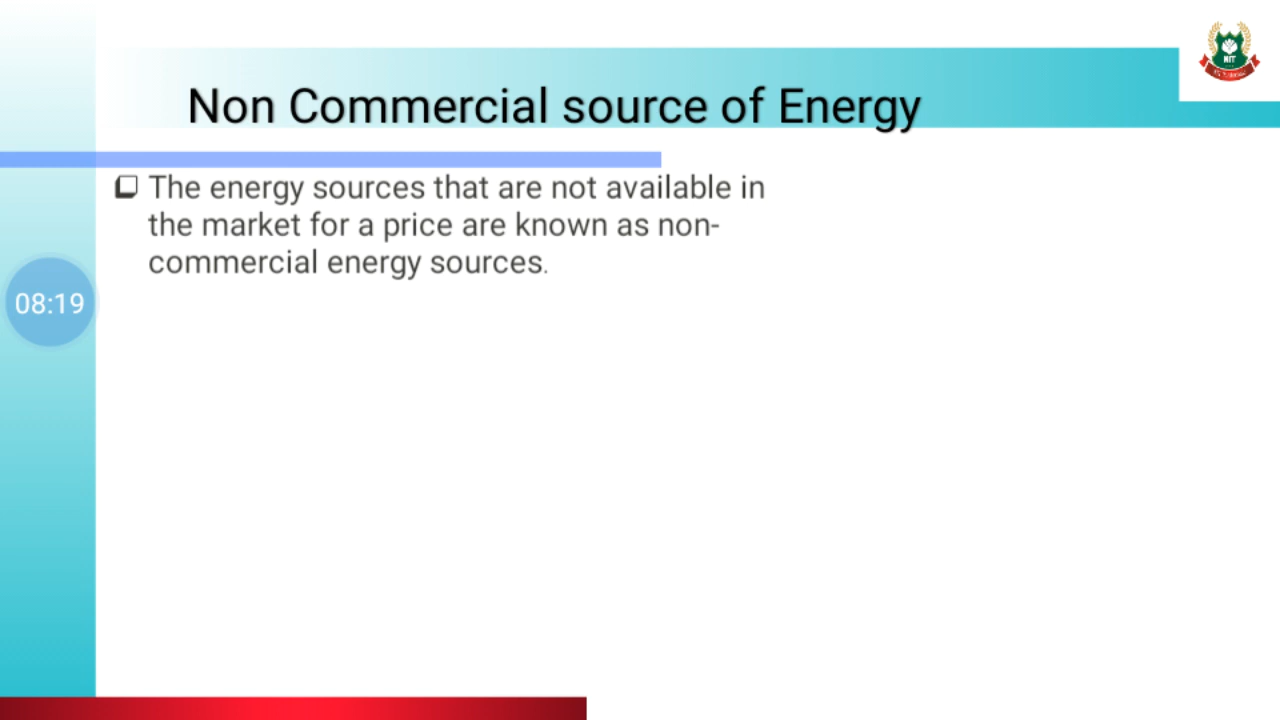 Non Commercial source of Energy
The energy sources that are not available in
the market for a price are known as non-
commercial energy sources.
08:19
NIT